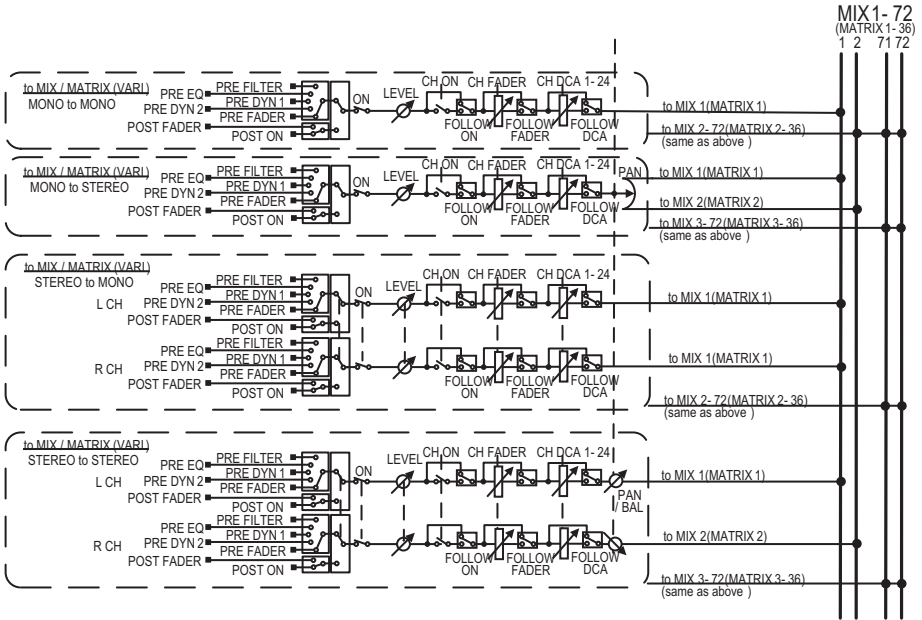 MIX1- 72
(MATRIX 1- 36)
1 2 71 72
to MIX / MATRIX (VARI.)
MONO to MONO
PRE FILTER
PRE EQ
PRE DYN 1
PRE DYN 2
PRE FADER
POST FADER
POST ON
ON
LEVEL
CH ON
CH FADER
CH DCA 1- 24
FOLLOW ON
FOLLOW FADER
FOLLOW DCA
to MIX 1(MATRIX 1)
to MIX 2- 72(MATRIX 2- 36)
(same as above )
to MIX / MATRIX (VARI.)
MONO to STEREO
PRE FILTER
PRE EQ
PRE DYN 1
PRE DYN 2
PRE FADER
POST FADER
POST ON
ON
LEVEL
CH ON
CH FADER
CH DCA 1- 24
FOLLOW ON
FOLLOW FADER
FOLLOW DCA
PAN
to MIX 1(MATRIX 1)
to MIX 2(MATRIX 2)
to MIX 3- 72(MATRIX 3- 36)
(same as above )
to MIX / MATRIX (VARI.)
STEREO to MONO
L CH
PRE FILTER
PRE EQ
PRE DYN 1
PRE DYN 2
PRE FADER
POST FADER
POST ON
ON
LEVEL
CH ON
CH FADER
CH DCA 1- 24
to MIX 1(MATRIX 1)
R CH
PRE FILTER
PRE EQ
PRE DYN 1
PRE DYN 2
PRE FADER
POST FADER
POST ON
FOLLOW ON
FOLLOW FADER
FOLLOW DCA
to MIX 1(MATRIX 1)
to MIX 2- 72(MATRIX 2- 36)
(same as above )
to MIX / MATRIX (VARI.)
STEREO to STEREO
L CH
PRE FILTER
PRE EQ
PRE DYN 1
PRE DYN 2
PRE FADER
POST FADER
POST ON
ON
LEVEL
CH ON
CH FADER
CH DCA 1- 24
PAN
/ BAL
to MIX 1(MATRIX 1)
R CH
PRE FILTER
PRE EQ
PRE DYN 1
PRE DYN 2
PRE FADER
POST FADER
POST ON
FOLLOW ON
FOLLOW FADER
FOLLOW DCA
to MIX 2(MATRIX 2)
to MIX 3- 72(MATRIX 3- 36)
(same as above )